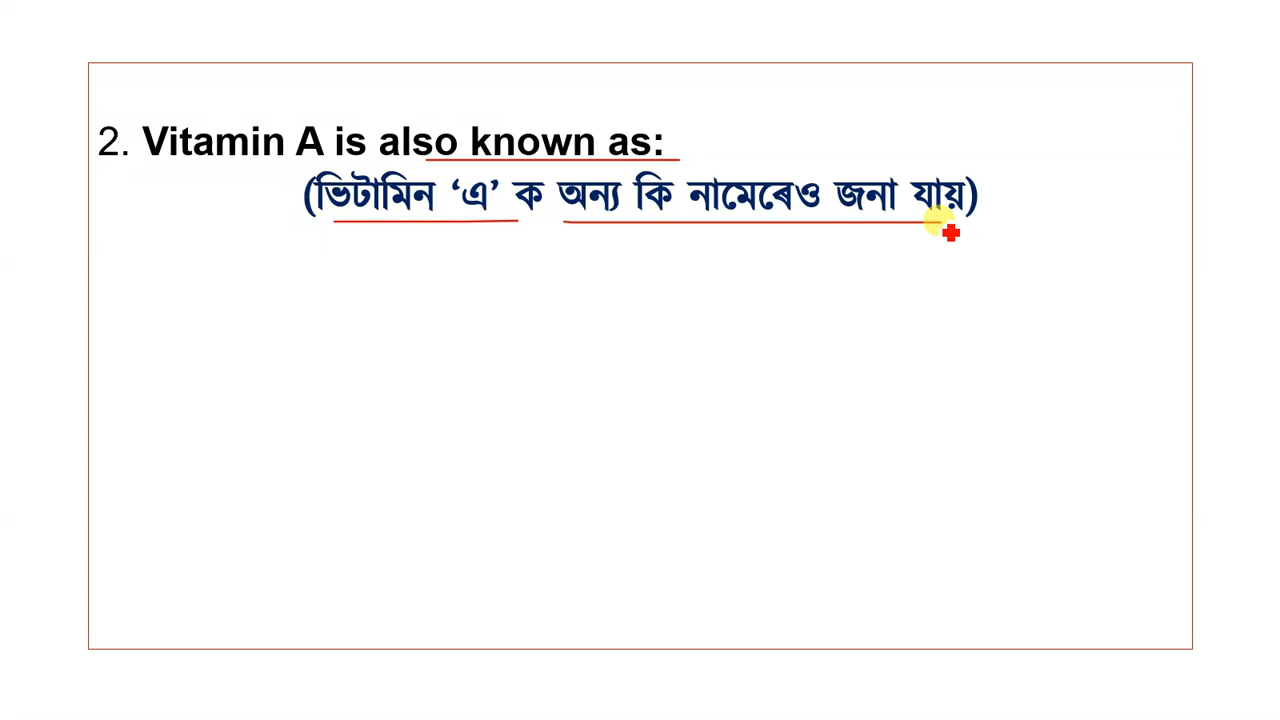 2. Vitamin A is also known as:
(ভিটামিন ‘এ’ ক অন্য কি নামেৰেও জনা যায়)